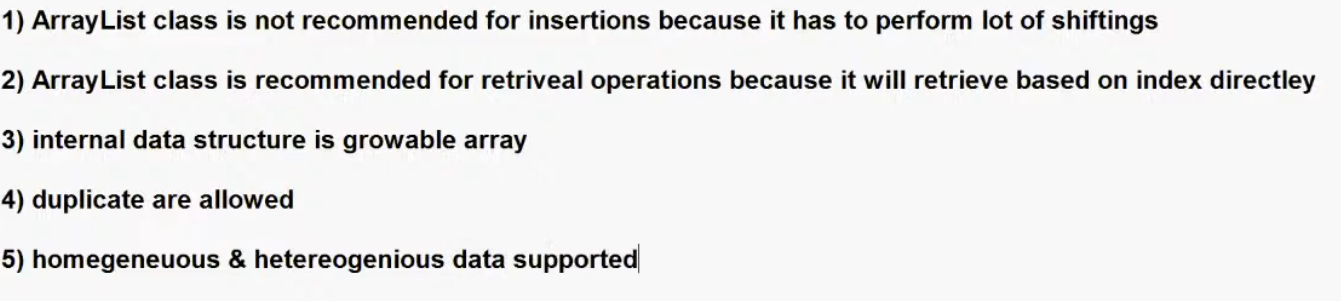 1) ArrayList class is not recommended for insertions because it has to perform lot of shiftings
2) ArrayList class is recommended for retriveal operations because it will retrieve based on index directley
3) internal data structure is growable array
4) duplicate are allowed
5) homegeneuous & hetereogenious data supported